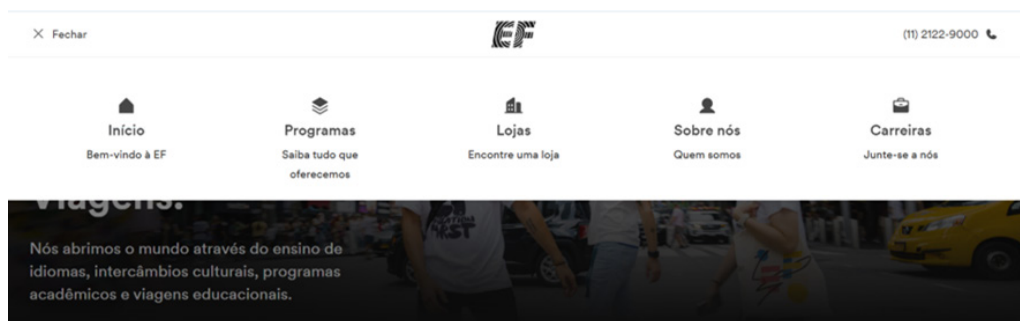 Fechar
EF
(11) 2122-9000
Início
Bem-vindo à EF
Programas
Saiba tudo que
oferecemos
Lojas
Encontre uma loja
Sobre nós
Quem somos
Carreiras
Junte-se a nós
Viagens.
Nós abrimos o mundo através do ensino de
idiomas, intercâmbios culturais, programas
acadêmicos e viagens educacionais.